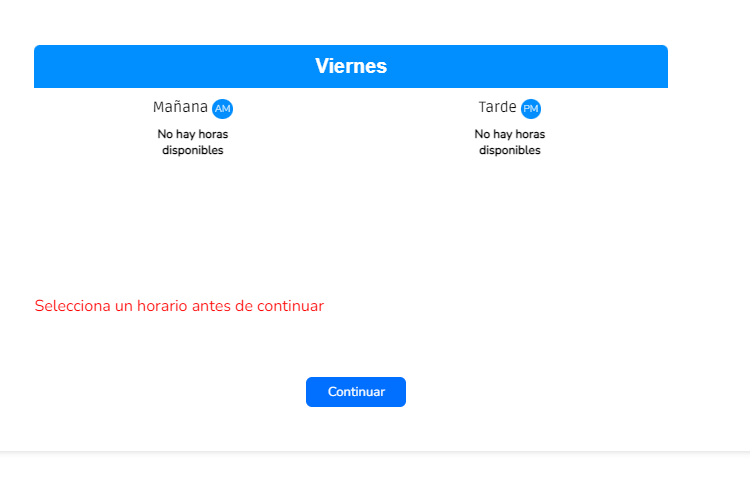 Viernes
Mañana AM
No hay horas
disponibles
Tarde PM
No hay horas
disponibles
Selecciona un horario antes de continuar
Continuar